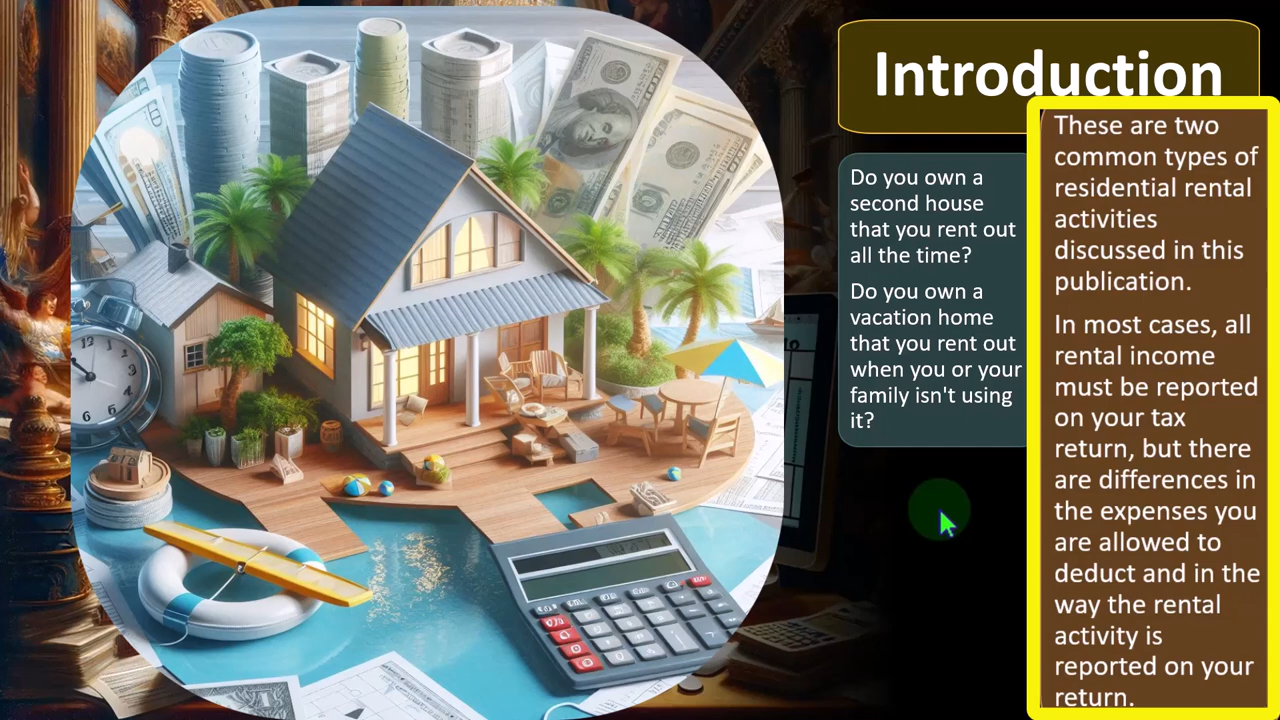 Introduction
Do you own a
second house
that you rent out
all the time?
Do you own a
vacation home
that you rent out
when you or your
family isn't using
it?
These are two
common types of
residential rental
activities
discussed in this
publication.
In most cases, all
rental income
must be reported
on your tax
return, but there
are differences in
the expenses you
are allowed to
deduct and in the
way the rental
activity is
reported on your
return.